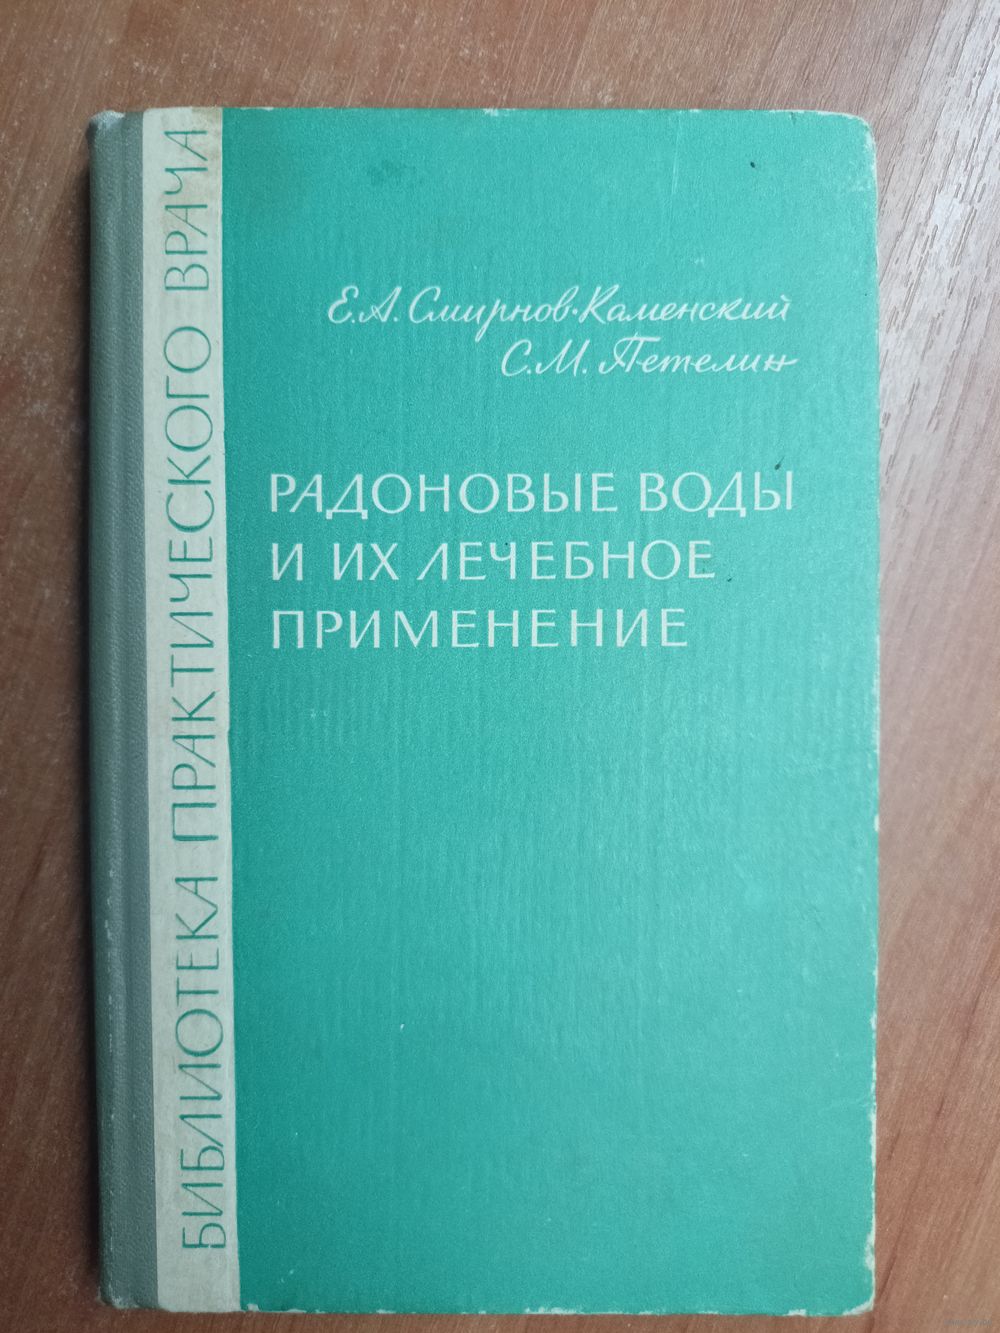 БИБЛИОТЕКА ПРАКТИЧЕСКОГО ВРАЧА
Е.А. Смирнов-Каменский
С.М. Петелин
РАДОНОВЫЕ ВОДЫ
И ИХ ЛЕЧЕБНОЕ
ПРИМЕНЕНИЕ